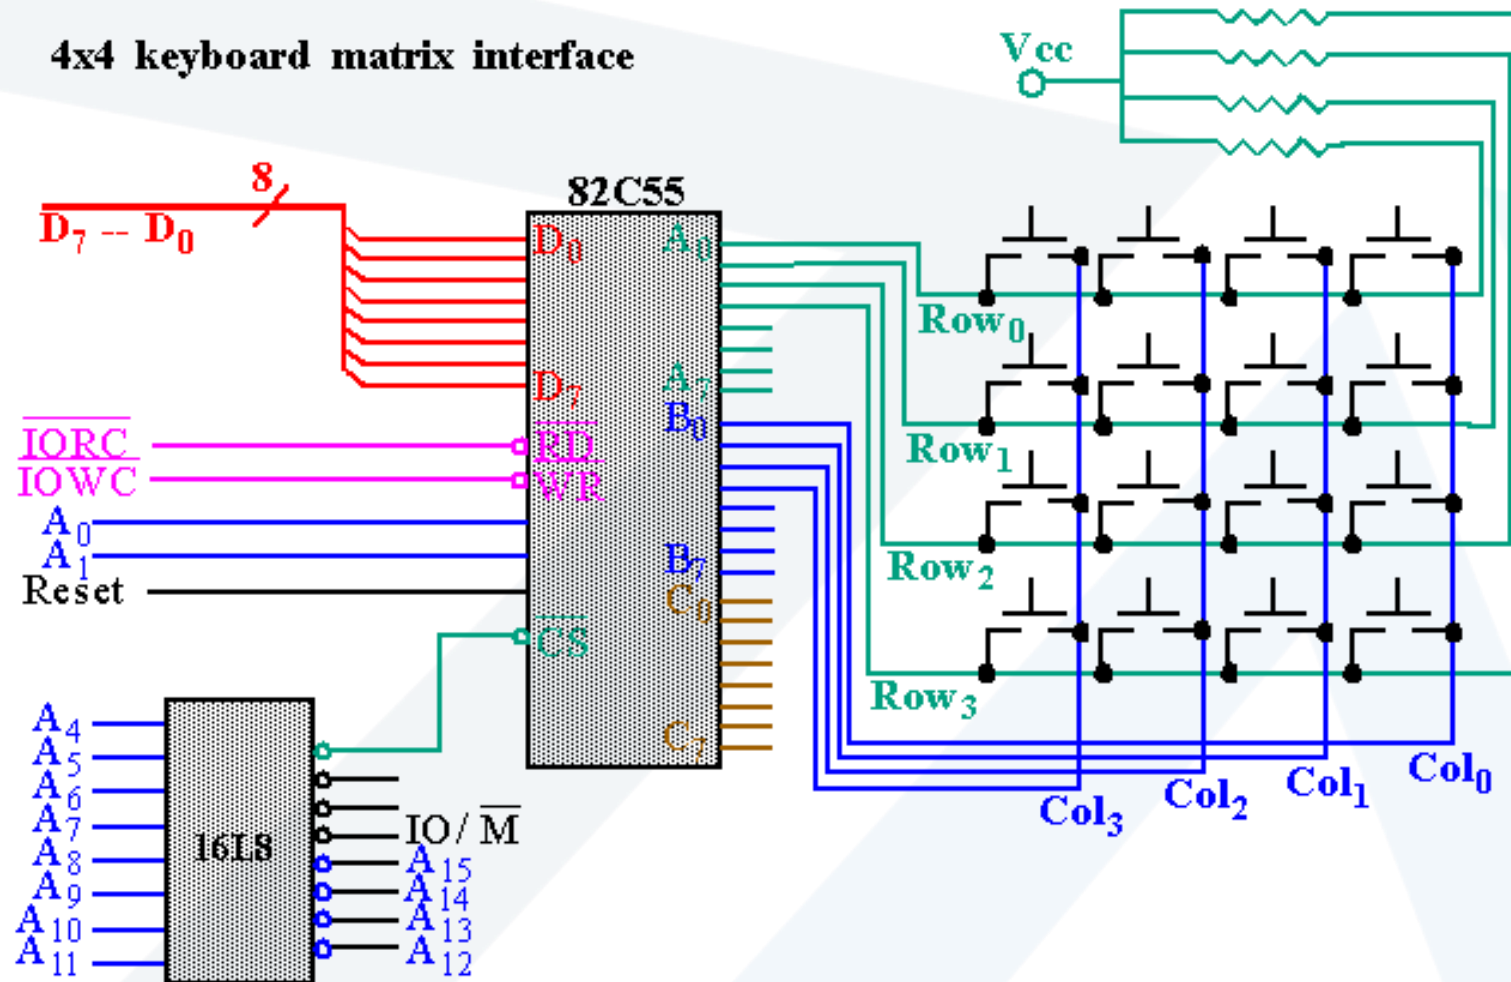 4x4 keyboard matrix interface
Vcc
8
D7 -- D0
82C55
D0
D7
A0
A7
B0
B7
C0
C7
IORC
IOWC
RD
WR
A0
A1
Reset
CS
Row0
Row1
Row2
Row3
Col3
Col2
Col1
Col0
A4
A5
A6
A7
A8
A9
A10
A11
16L8
IO/M
A15
A14
A13
A12